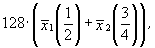 128·(x̄₁(1/2) + x̄₂(3/4)),